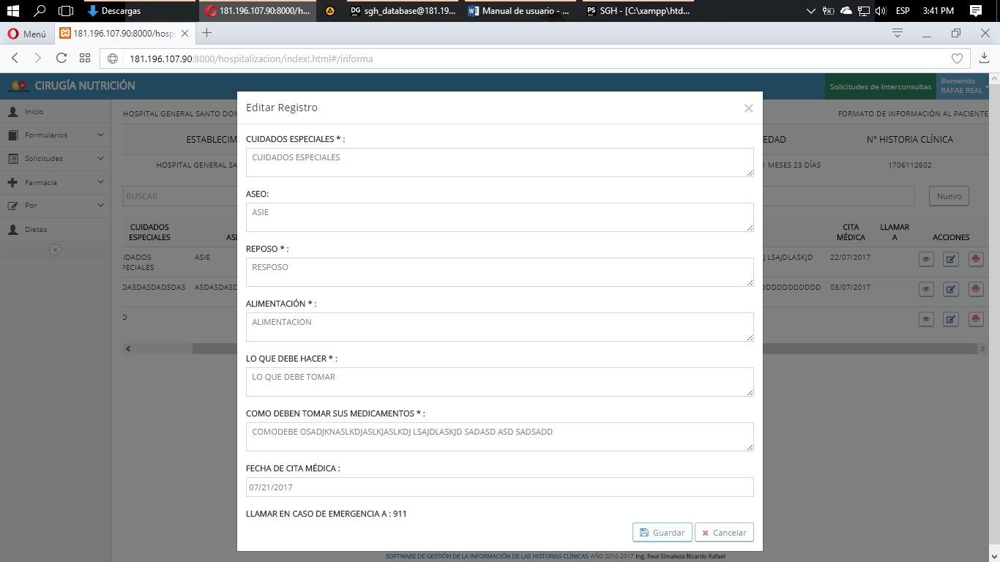 Descargas
181.196.107.90:8000/h...
sgh_database@181.19...
Manual de usuario - ...
SGH - [C:\xampp\htd...
ESP
3:41 PM
Menú
181.196.107.90:8000/hosp
181.196.107.90:8000/hospitalizacion/index!.html#/informa
CIRUGÍA NUTRICIÓN
Solicitudes de Interconsultas
Bienvenido
RAFAE REAL
Inicio
Formularios
Solicitudes
Farmacia
Por
Dietas
HOSPITAL GENERAL SANTO DOM
FORMATO DE INFORMACIÓN AL PACIENTE
ESTABLECIM
EDAD
Nº HISTORIA CLÍNICA
HOSPITAL GENERAL SA
1 MESES 23 DÍAS
1706112602
BUSCAR
Nuevo
CUIDADOS
ESPECIALES
ASE
CITA
MÉDICA
LLAMAR
A
ACCIONES
IDADOS
PECIALES
ASIE
J LSAJDLASKJD
22/07/2017
DASDASDADSDAS
ASDASDAS
DDDDDDDDDDDD
03/07/2017
D
Editar Registro
CUIDADOS ESPECIALES * :
CUIDADOS ESPECIALES
ASEO:
ASIE
REPOSO * :
RESPOSO
ALIMENTACIÓN * :
ALIMENTACION
LO QUE DEBE HACER * :
LO QUE DEBE TOMAR
COMO DEBEN TOMAR SUS MEDICAMENTOS * :
COMODEBE OSADJKNASLKDJASLKJASLKDJ LSAJDLASKJD SADASD ASD SADSADD
FECHA DE CITA MÉDICA :
07/21/2017
LLAMAR EN CASO DE EMERGENCIA A : 911
Guardar
Cancelar
SOFTWARE DE GESTIÓN DE LA INFORMACIÓN DE LAS HISTORIAS CLÍNICAS AÑO 2016-2017 Ing. Real Simaleza Ricardo Rafael